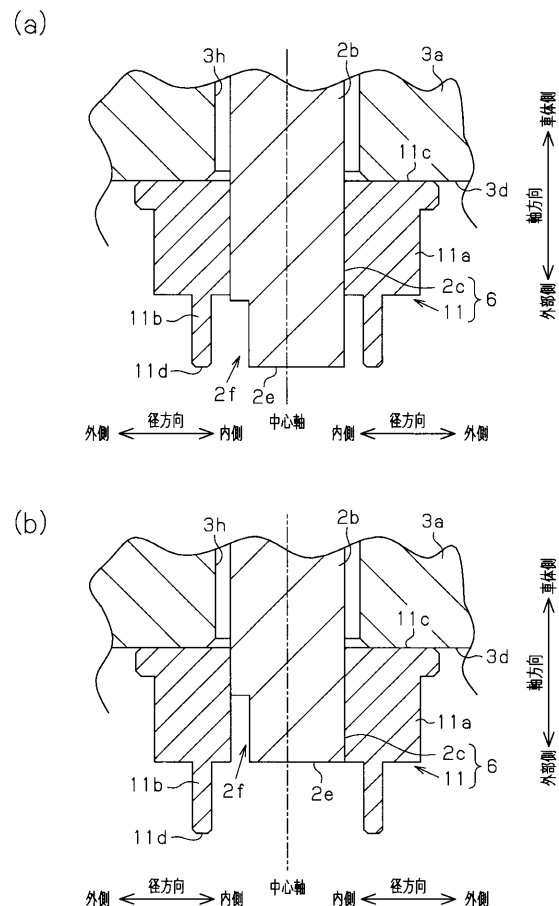 (a)
3h
2b
3a
11c
3d
車体側
軸方向
外部側
11a
2c
11
6
11b
11d
2f
2e
外側
径方向
内側
中心軸
内側
径方向
外側
(b)
3h
2b
3a
11c
3d
車体側
軸方向
外部側
11a
2c
11
6
11b
11d
2f
2e
外側
径方向
内側
中心軸
内側
径方向
外側